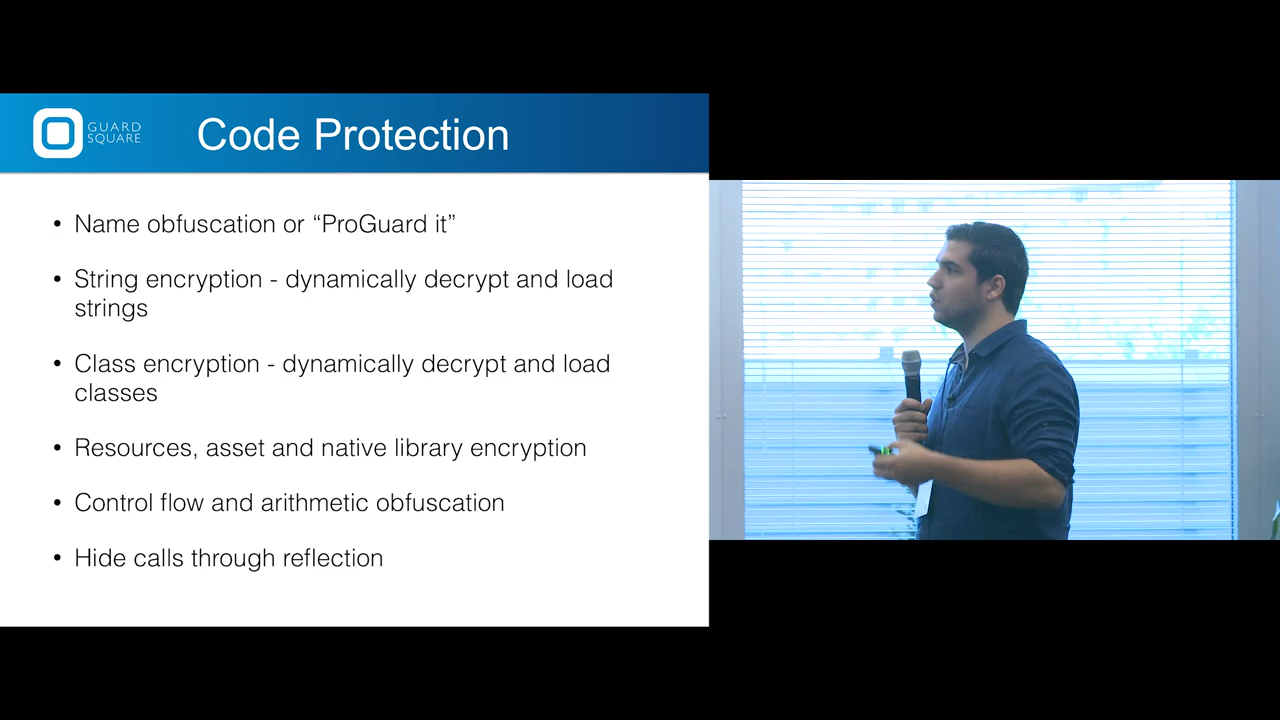 GUARD
SQUARE
Code Protection
• Name obfuscation or “ProGuard it”
• String encryption - dynamically decrypt and load
strings
• Class encryption - dynamically decrypt and load
classes
• Resources, asset and native library encryption
• Control flow and arithmetic obfuscation
• Hide calls through reflection